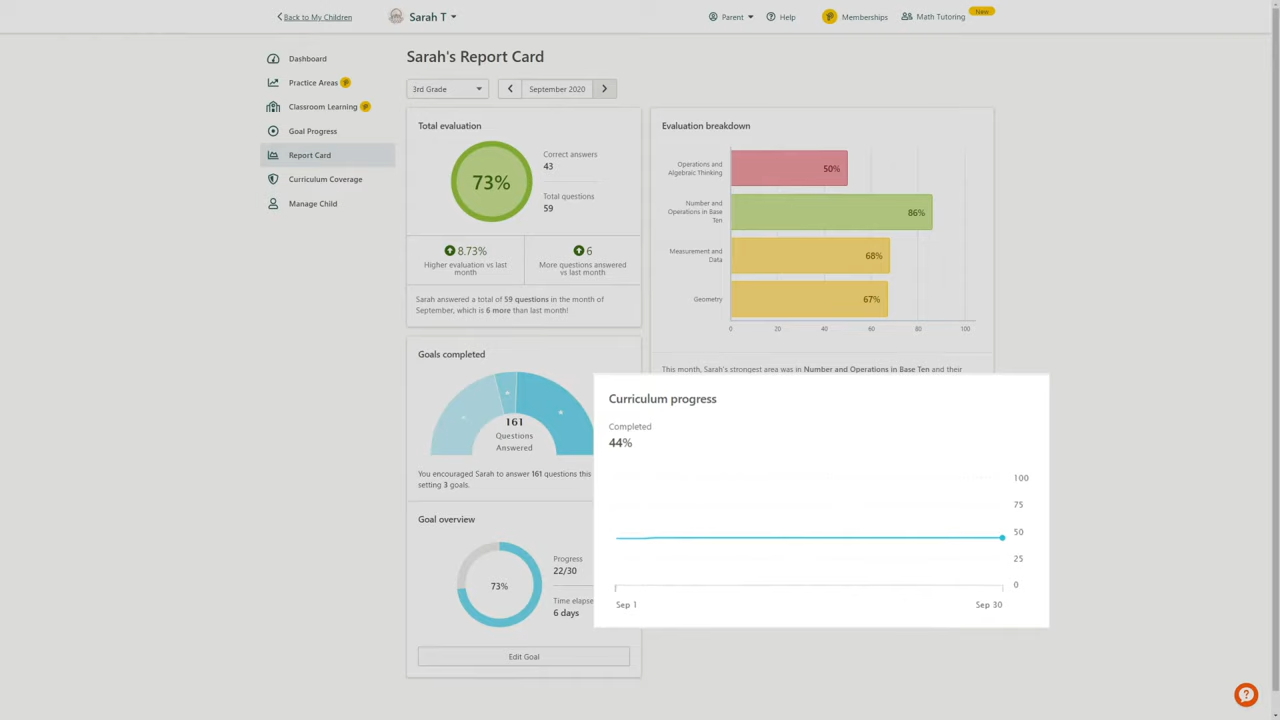 Back to My Children
Sarah T
Parent
Help
Memberships
Math Tutoring
New
Dashboard
Practice Areas
Classroom Learning
Goal Progress
Report Card
Curriculum Coverage
Manage Child
Sarah's Report Card
3rd Grade
September 2020
Total evaluation
73%
Correct answers
43
Total questions
59
8.73%
Higher evaluation vs last
month
6
More questions answered
vs last month
Sarah answered a total of 59 questions in the month of
September, which is 6 more than last month!
Evaluation breakdown
Operations and
Algebraic Thinking
50%
Number and
Operations in Base
Ten
86%
Measurement and
Data
68%
Geometry
67%
0 20 40 60 80 100
This month, Sarah's strongest area was in Number and Operations in Base Ten and their
Goals completed
161
Questions
Answered
You encouraged Sarah to answer 161 questions this
setting 3 goals.
Goal overview
73%
Progress
22/30
Time elapse
6 days
Edit Goal
Curriculum progress
Completed
44%
100
75
50
25
0
Sep 1
Sep 30